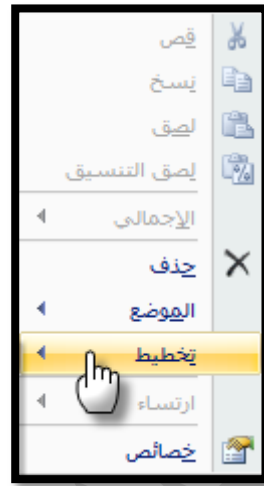 قص
نسخ
لصق
لصق التنسيق
الإجمالي
حذف
الموضع
تخطيط
ارتساء
خصائص